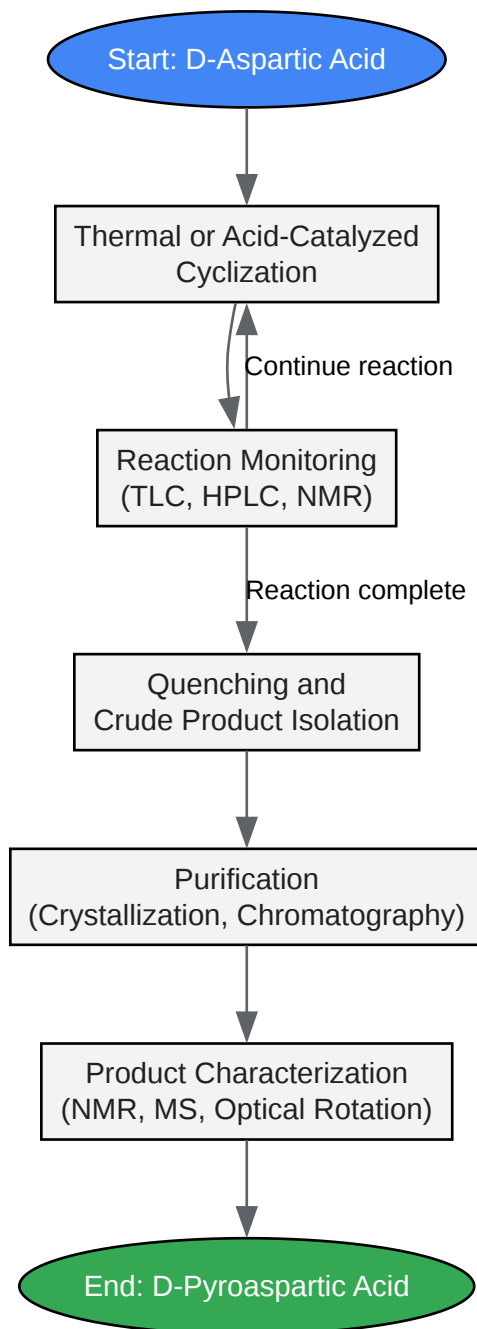 Start: D-Aspartic Acid
Thermal or Acid-Catalyzed
Cyclization
Continue reaction
Reaction Monitoring
(TLC, HPLC, NMR)
Reaction complete
Quenching and
Crude Product Isolation
Purification
(Crystallization, Chromatography)
Product Characterization
(NMR, MS, Optical Rotation)
End: D-Pyroaspartic Acid